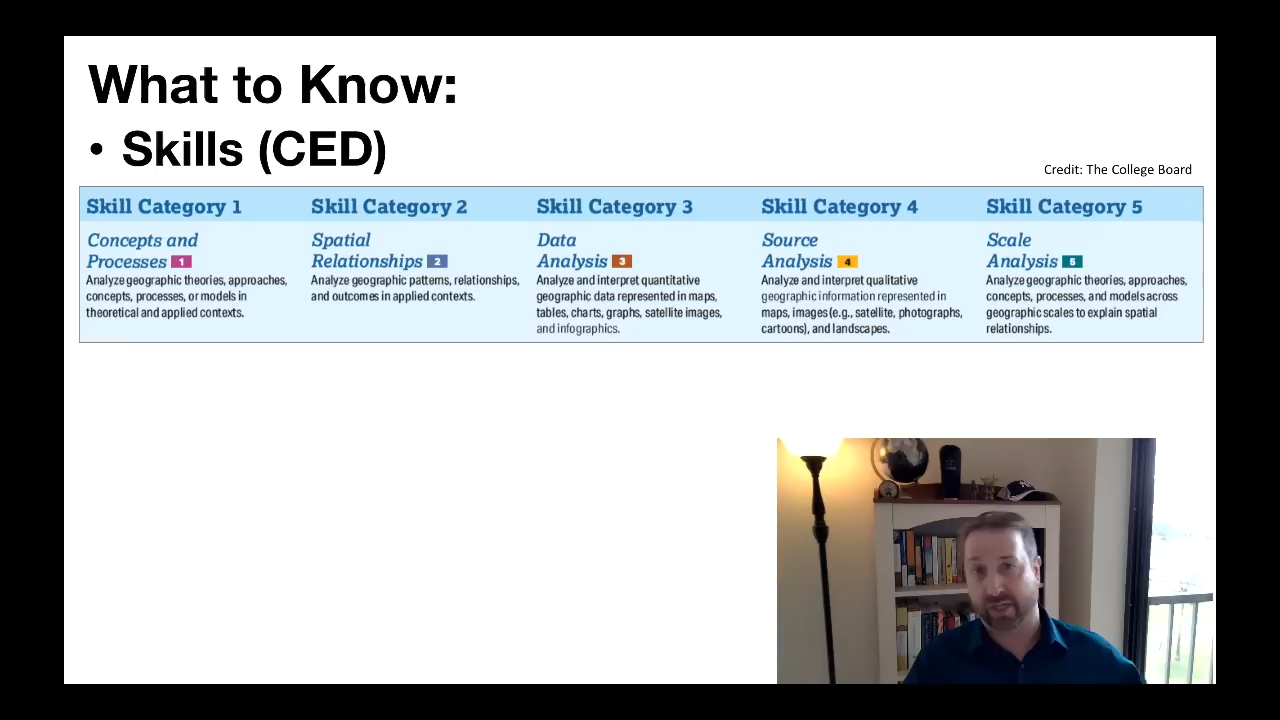 What to Know:
• Skills (CED)
Credit: The College Board
Skill Category 1
Concepts and
Processes 1
Analyze geographic theories, approaches,
concepts, processes, or models in
theoretical and applied contexts.
Skill Category 2
Spatial
Relationships 2
Analyze geographic patterns, relationships,
and outcomes in applied contexts.
Skill Category 3
Data
Analysis 3
Analyze and interpret quantitative
geographic data represented in maps,
tables, charts, graphs, satellite images,
and infographics.
Skill Category 4
Source
Analysis 4
Analyze and interpret qualitative
geographic information represented in
maps, images (e.g., satellite, photographs,
cartoons), and landscapes.
Skill Category 5
Scale
Analysis 5
Analyze geographic theories, approaches,
concepts, processes, and models across
geographic scales to explain spatial
relationships.